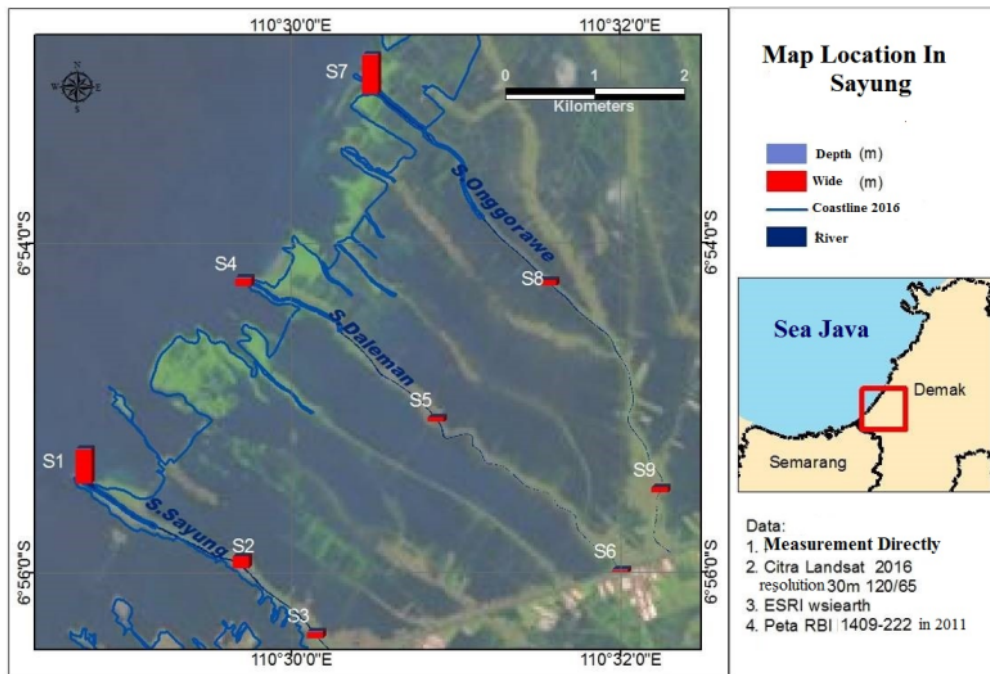 110°30'0"E
110°32'0"E
6°54'0"S
6°56'0"S
N
W
E
S
S7
0 1 2
Kilometers
S.Onggorawe
S4
S8
S.Daleman
S5
S1
S.Sayung
S9
S2
S6
S3
6°54'0"S
6°56'0"S
110°30'0"E
110°32'0"E
Map Location In
Sayung
Depth (m)
Wide (m)
Coastline 2016
River
Sea Java
Demak
Semarang
Data:
1. Measurement Directly
2. Citra Landsat 2016
resolution 30m 120/65
3. ESRI wsiearth
4. Peta RBI 1409-222 in 2011